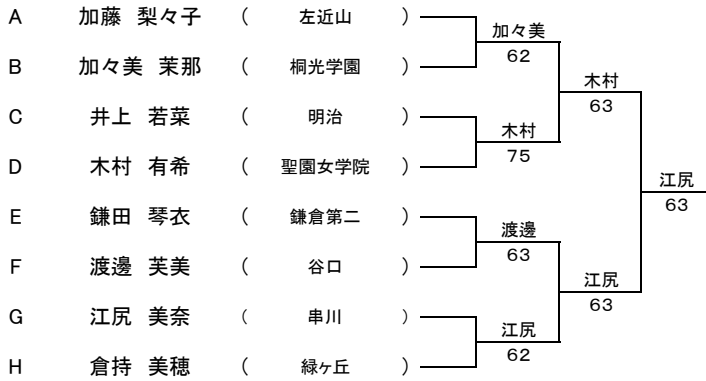 A 加藤 梨々子 ( 左近山 )
B 加々美 茉那 ( 桐光学園 )
C 井上 若菜 ( 明治 )
D 木村 有希 ( 聖園女学院 )
E 鎌田 琴衣 ( 鎌倉第二 )
F 渡邊 芙美 ( 谷口 )
G 江尻 美奈 ( 串川 )
H 倉持 美穂 ( 緑ヶ丘 )
加々美
62
木村
75
渡邊
63
江尻
62
木村
63
江尻
63
江尻
63